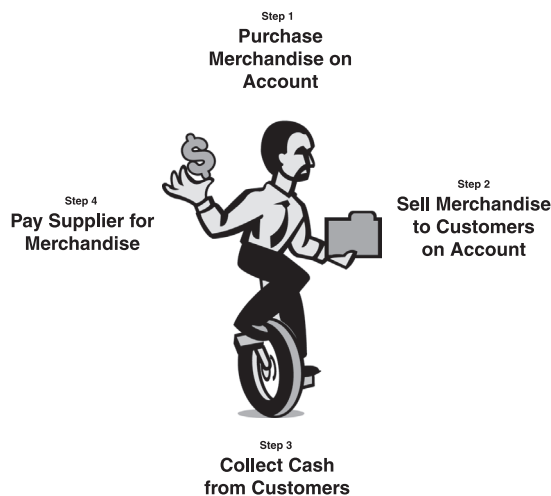 Step 1
Purchase
Merchandise on
Account
Step 2
Sell Merchandise
to Customers
on Account
Step 3
Collect Cash
from Customers
Step 4
Pay Supplier for
Merchandise
$